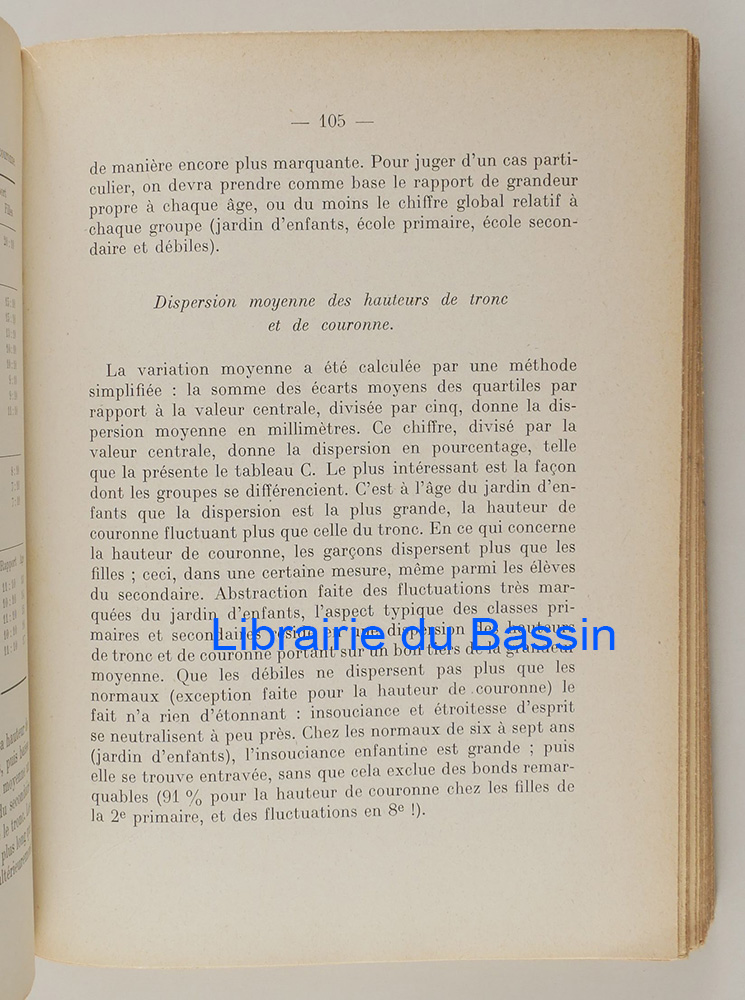 — 105 —
de manière encore plus marquante. Pour juger d'un cas parti-
culier, on devra prendre comme base le rapport de grandeur
propre à chaque âge, ou du moins le chiffre global relatif à
chaque groupe (jardin d'enfants, école primaire, école secon-
daire et débiles).
Dispersion moyenne des hauteurs de tronc
et de couronne.
La variation moyenne a été calculée par une méthode
simplifiée : la somme des écarts moyens des quartiles par
rapport à la valeur centrale, divisée par cinq, donne la dis-
persion moyenne en millimètres. Ce chiffre, divisé par la
valeur centrale, donne la dispersion en pourcentage, telle
que la présente le tableau C. Le plus intéressant est la façon
dont les groupes se différencient. C'est à l'âge du jardin d'en-
fants que la dispersion est la plus grande, la hauteur de
couronne fluctuant plus que celle du tronc. En ce qui concerne
la hauteur de couronne, les garçons dispersent plus que les
filles ; ceci, dans une certaine mesure, même parmi les élèves
du secondaire. Abstraction faite des fluctuations très mar-
quées du jardin d'enfants, l'aspect typique des classes pri-
maires et secondaires en une dispersion de hauteurs
Librairie du Bassin
de tronc et de couronne portant sur un bon tiers de la grandeur
moyenne. Que les débiles ne dispersent pas plus que les
normaux (exception faite pour la hauteur de couronne) le
fait n'a rien d'étonnant : insouciance et étroitesse d'esprit
se neutralisent à peu près. Chez les normaux de six à sept ans
(jardin d'enfants), l'insouciance enfantine est grande ; puis
elle se trouve entravée, sans que cela exclue des bonds remar-
quables (91 % pour la hauteur de couronne chez les filles de
la 2e primaire, et des fluctuations en 8e !).